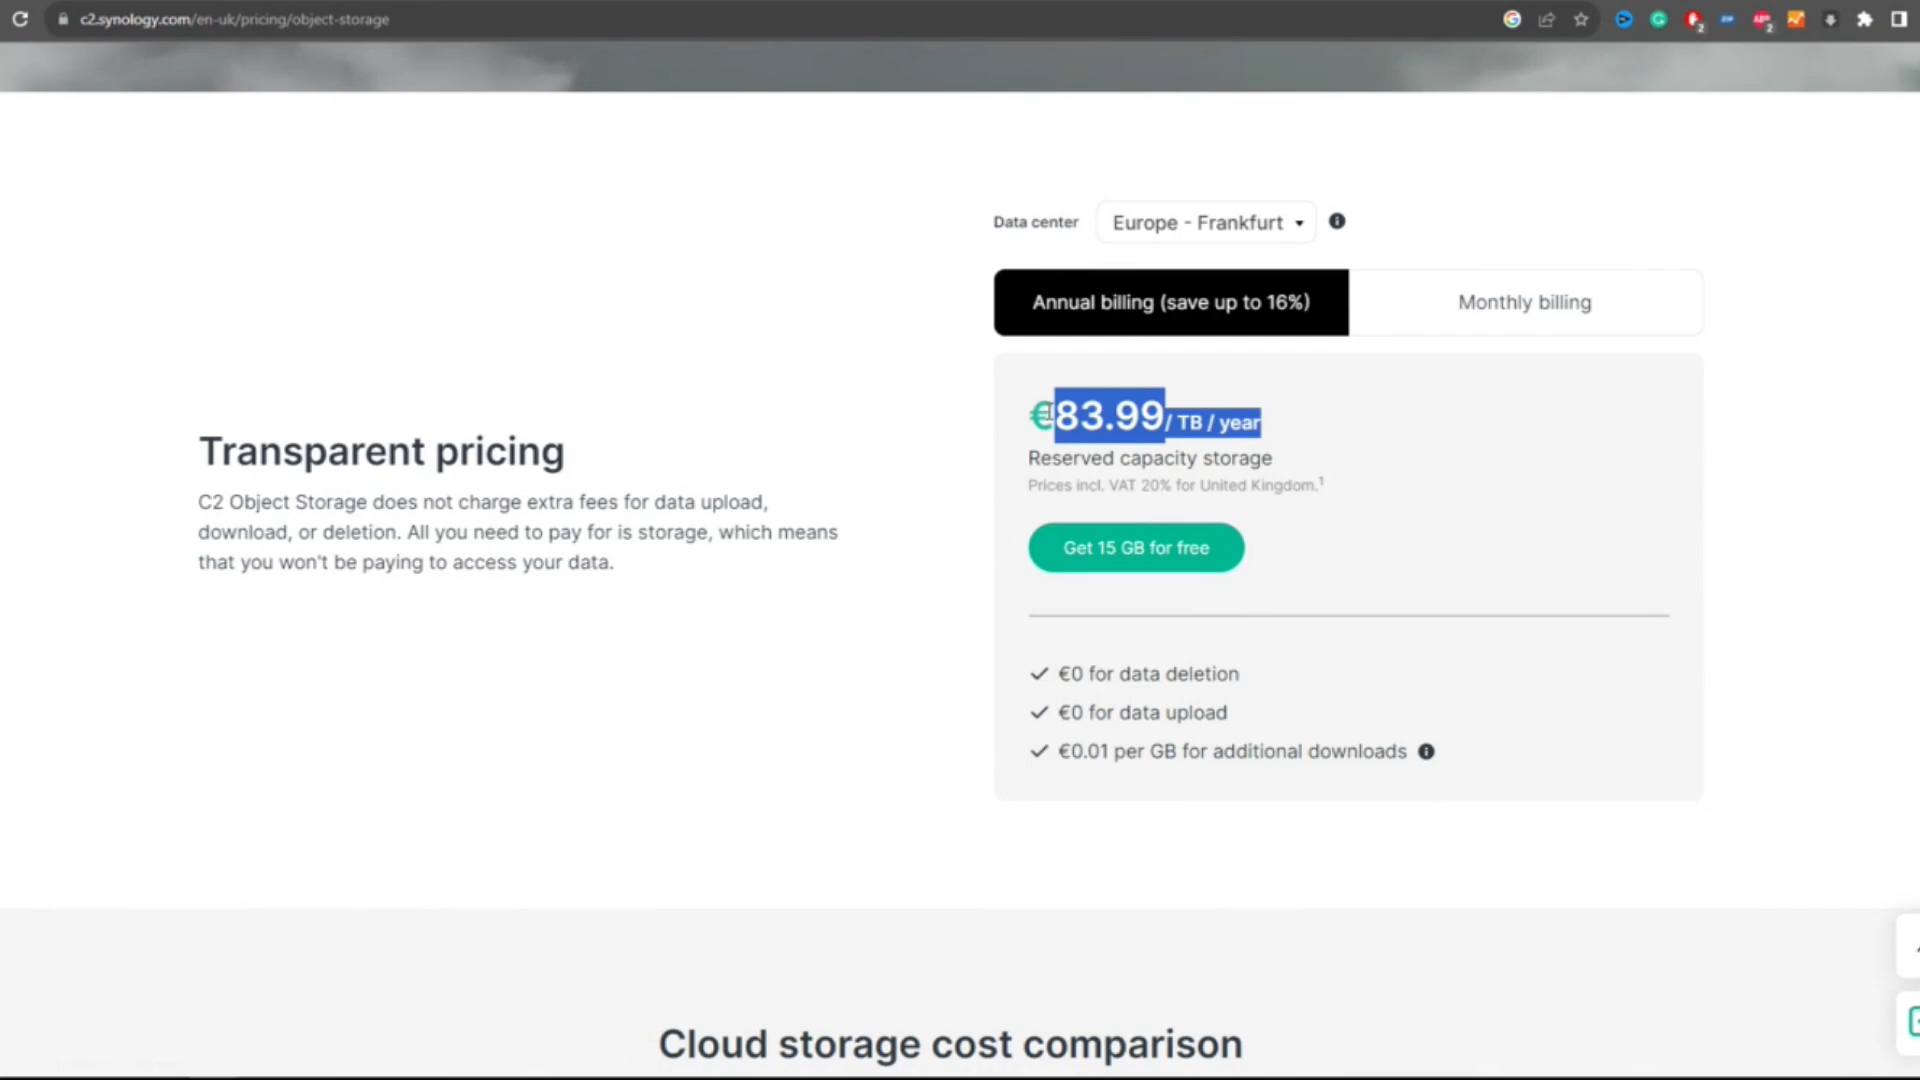 c2.synology.com/en-uk/pricing/object-storage
Data center
Europe - Frankfurt
Annual billing (save up to 16%)
Monthly billing
€83.99 / TB / year
Reserved capacity storage
Prices incl. VAT 20% for United Kingdom.1
Get 15 GB for free
Transparent pricing
C2 Object Storage does not charge extra fees for data upload,
download, or deletion. All you need to pay for is storage, which means
that you won't be paying to access your data.
€0 for data deletion
€0 for data upload
€0.01 per GB for additional downloads
Cloud storage cost comparison